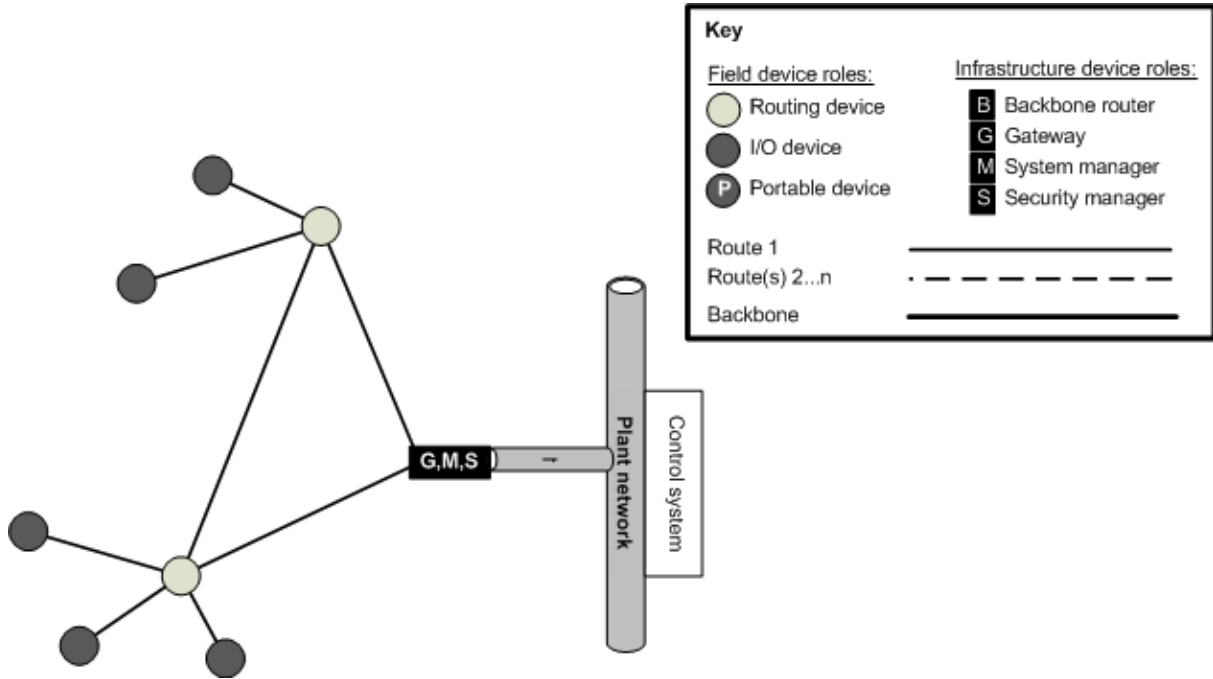 Key
Field device roles:
Routing device
I/O device
P Portable device
Infrastructure device roles:
B Backbone router
G Gateway
M System manager
S Security manager
Route 1
Route(s) 2...n
Backbone
G,M,S
Plant network
Control system